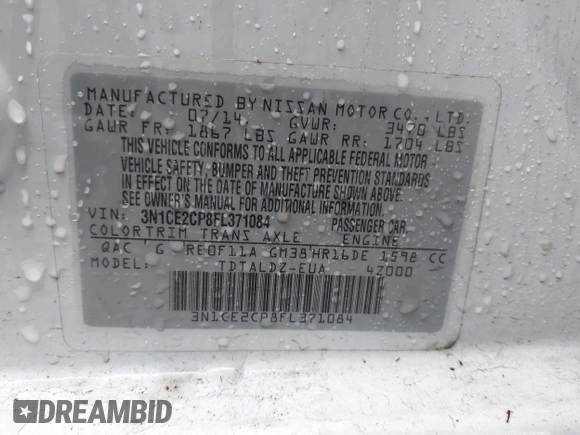 MANUFACTURED BY NISSAN MOTOR CO., LTD.
DATE: 07/14 GVWR: 3470 LBS
GAWR FR: 1867 LBS GAWR RR: 1704 LBS
THIS VEHICLE CONFORMS TO ALL APPLICABLE FEDERAL MOTOR
VEHICLE SAFETY, BUMPER AND THEFT PREVENTION STANDARDS
IN EFFECT ON THE DATE OF MANUFACTURE SHOWN ABOVE.
SEE OWNER'S MANUAL FOR ADDITIONAL INFORMATION.
VIN: 3N1CE2CP8FL371084 PASSENGER CAR
COLOR TRIM TRANS AXLE ENGINE
QAC G RE0F11A GM38 HR16DE 1598 CC
MODEL: TDTALDZ-EUA 4Z000
3N1CE2CP8FL371084
DREAMBID